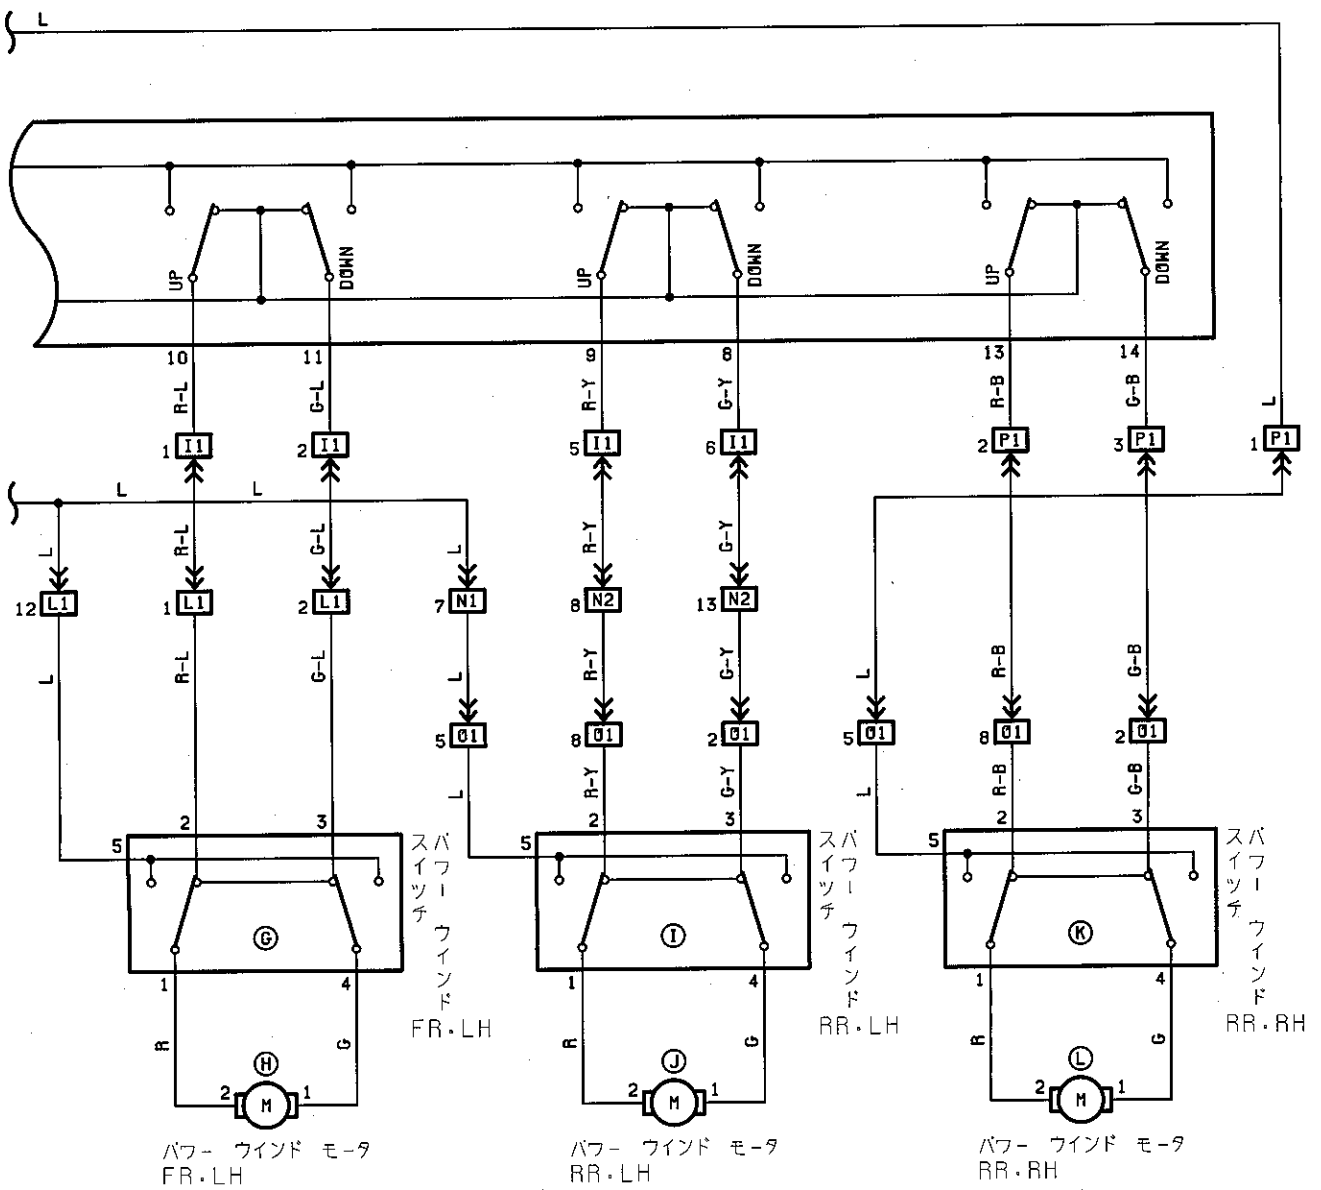 L
UP
DOWN
UP
DOWN
UP
DOWN
10
11
9
8
13
14
R-L
G-L
R-Y
G-Y
R-B
G-B
L
1 I1
2 I1
5 I1
6 I1
2 P1
3 P1
1 P1
L
L
L
R-L
G-L
L
R-Y
G-Y
12 L1
1 L1
2 L1
7 N1
8 N2
13 N2
L
R-L
G-L
L
R-Y
G-Y
L
R-B
G-B
5 O1
8 O1
2 O1
5 O1
8 O1
2 O1
L
R-Y
G-Y
L
R-B
G-B
5
2
3
5
2
3
5
2
3
パワー ウインド
スイッチ
FR.LH
パワー ウインド
スイッチ
RR.LH
パワー ウインド
スイッチ
RR.RH
G
I
K
1
4
1
4
1
4
R
G
R
G
R
G
H
J
L
2 M 1
2 M 1
2 M 1
パワー ウインド モータ
FR.LH
パワー ウインド モータ
RR.LH
パワー ウインド モータ
RR.RH